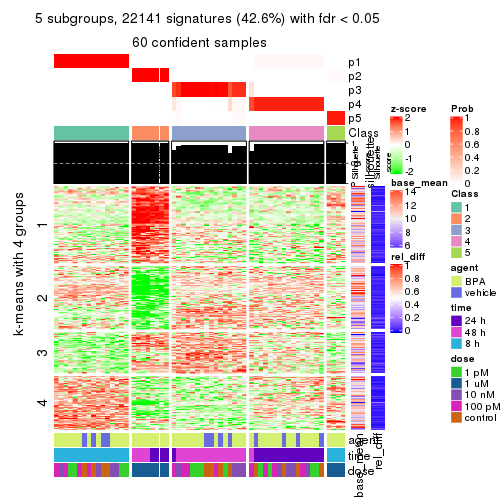 5 subgroups, 22141 signatures (42.6%) with fdr < 0.05
60 confident samples
p1
p2
p3
p4
p5
Class
k-means with 4 groups
1
2
3
4
agent
time
dose
base_mean
rel_diff
silhouette
Silhouette
score
z-score
2
1
0
-1
-2
base_mean
14
12
10
8
6
rel_diff
1
0.8
0.6
0.4
0.2
0
Prob
1
0.8
0.6
0.4
0.2
0
Class
1
2
3
4
5
agent
BPA
vehicle
time
24 h
48 h
8 h
dose
1 pM
1 uM
10 nM
100 pM
control